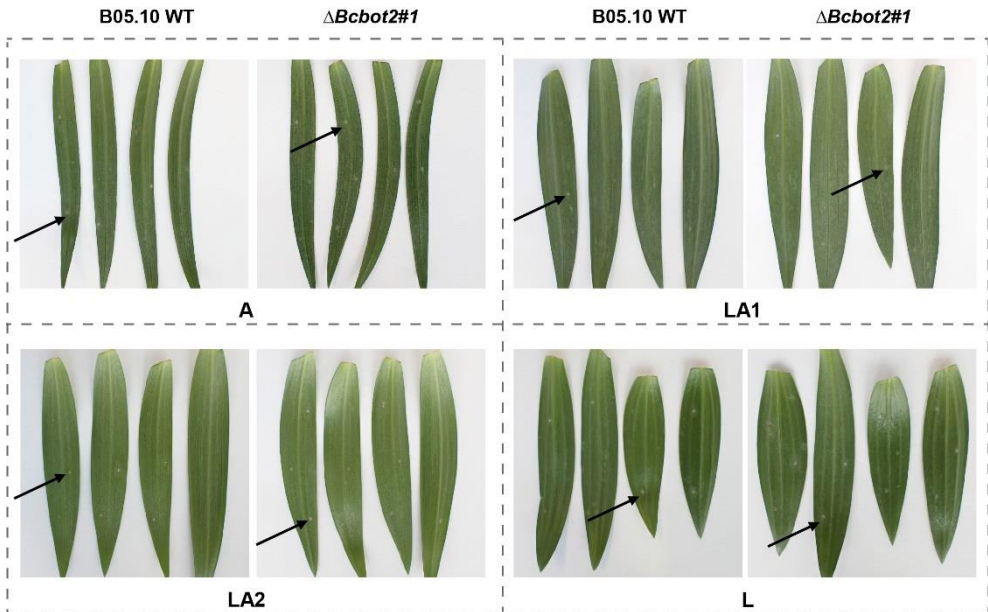 B05.10 WT
ΔBcbot2#1
B05.10 WT
ΔBcbot2#1
A
LA1
LA2
L